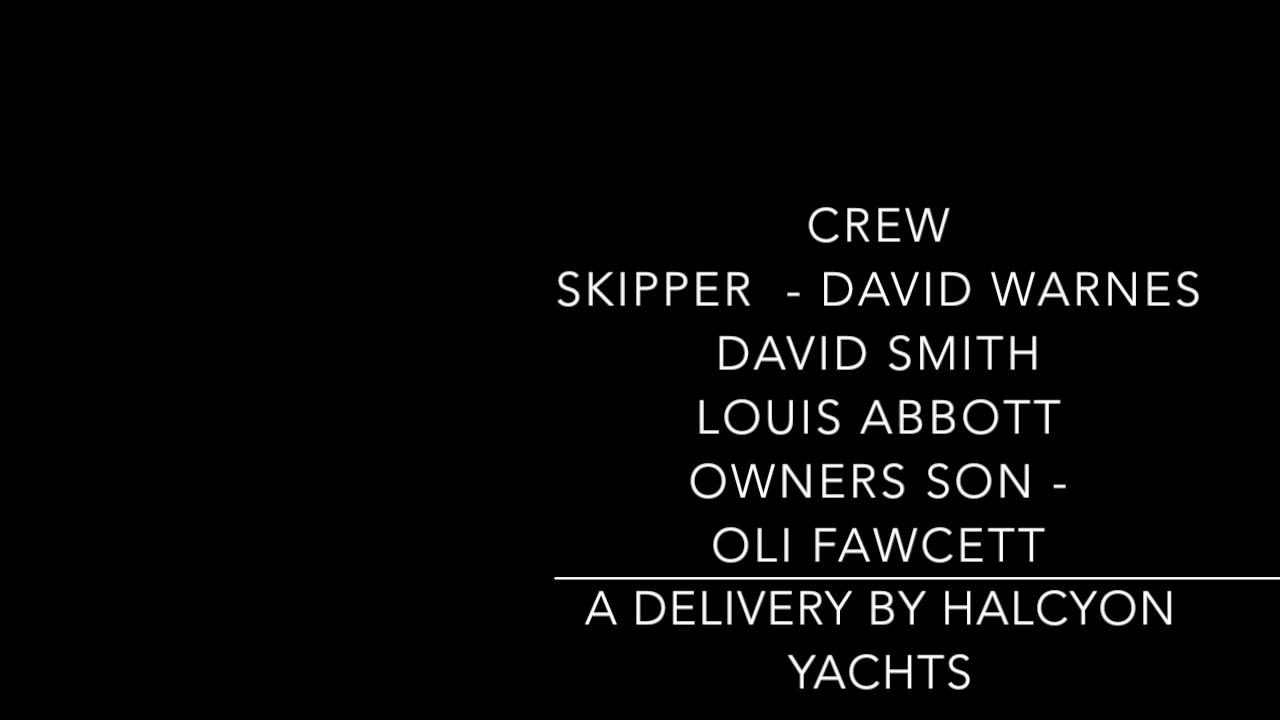 CREW
SKIPPER  - DAVID WARNES
DAVID SMITH
LOUIS ABBOTT
OWNERS SON -
OLI FAWCETT
A DELIVERY BY HALCYON
YACHTS